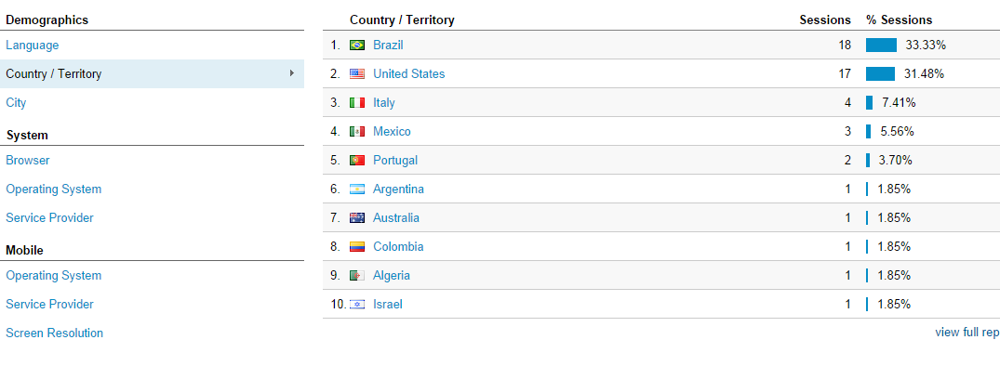 Demographics
Language
Country / Territory
City
System
Browser
Operating System
Service Provider
Mobile
Operating System
Service Provider
Screen Resolution
Country / Territory Sessions % Sessions
1. Brazil 18 33.33%
2. United States 17 31.48%
3. Italy 4 7.41%
4. Mexico 3 5.56%
5. Portugal 2 3.70%
6. Argentina 1 1.85%
7. Australia 1 1.85%
8. Colombia 1 1.85%
9. Algeria 1 1.85%
10. Israel 1 1.85%
view full rep